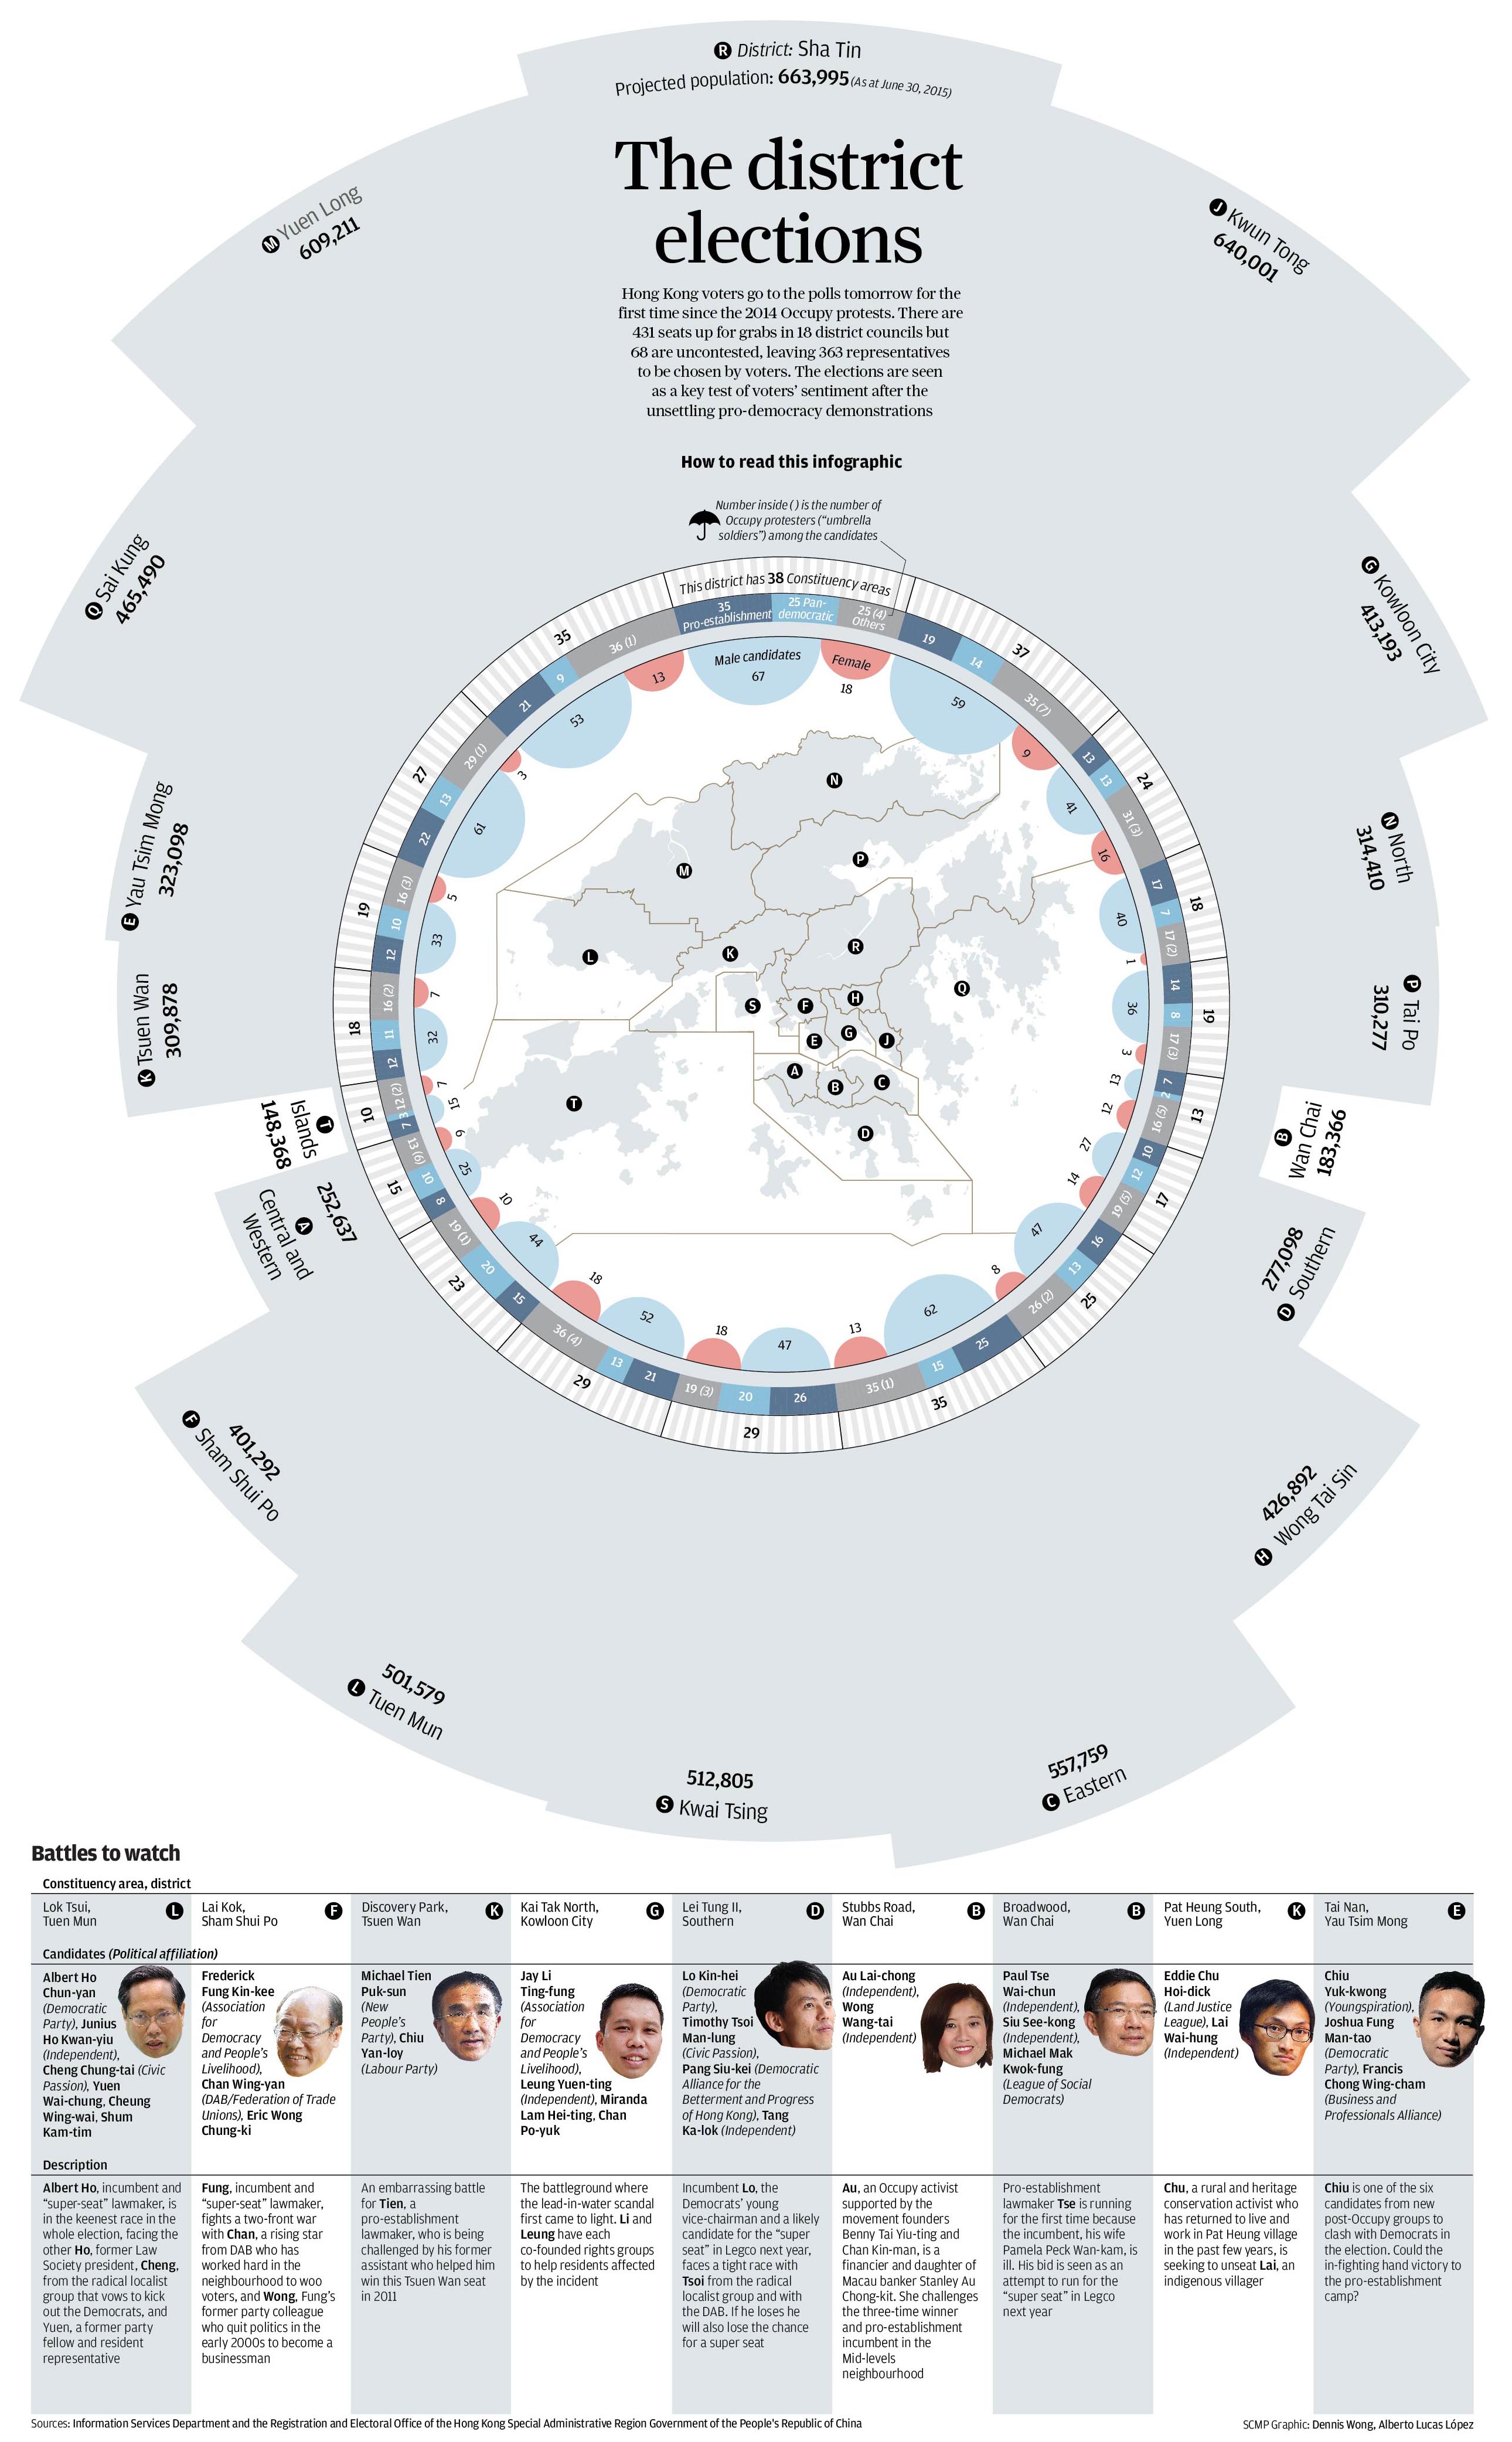 R District: Sha Tin
Projected population: 663,995 (As at June 30, 2015)
The district
elections
Hong Kong voters go to the polls tomorrow for the
first time since the 2014 Occupy protests. There are
431 seats up for grabs in 18 district councils but
68 are uncontested, leaving 363 representatives
to be chosen by voters. The elections are seen
as a key test of voters' sentiment after the
unsettling pro-democracy demonstrations
How to read this infographic
Number inside ( ) is the number of
Occupy protesters ("umbrella
soldiers") among the candidates
This district has 38 Constituency areas
35
Pro-establishment
25 Pan-
democratic
25 (4)
Others
Male candidates
67
Female
18
J Kwun Tong
640,001
37
19
14
35 (7)
59
9
G Kowloon City
413,193
24
13
13
31 (3)
41
16
N North
314,410
18
17
7
17 (2)
40
1
P Tai Po
310,277
19
14
8
17 (3)
36
3
B
Wan Chai
183,366
13
7
2
16 (5)
13
12
277,098
D Southern
17
10
12
19 (5)
27
14
426,892
H Wong Tai Sin
25
16
13
26 (2)
47
8
557,759
C Eastern
35
25
15
35 (1)
62
13
512,805
S Kwai Tsing
29
26
20
19 (3)
47
18
501,579
L Tuen Mun
29
21
13
36 (4)
52
18
401,292
F Sham Shui Po
23
15
20
19 (1)
44
10
252,637
A
Central and
Western
15
8
10
13 (6)
25
9
T
Islands
148,368
10
7
3
12 (2)
15
7
K Tsuen Wan
309,878
18
12
11
16 (2)
32
7
E Yau Tsim Mong
323,098
19
12
10
16 (3)
33
5
Q Sai Kung
465,490
27
22
13
29 (1)
61
3
M Yuen Long
609,211
35
21
9
36 (1)
53
13
N
P
M
R
L
K
Q
S
F
H
E
G
J
A
B
C
T
D
Battles to watch
Constituency area, district
Lok Tsui,
Tuen Mun
L
Lai Kok,
Sham Shui Po
F
Discovery Park,
Tsuen Wan
K
Kai Tak North,
Kowloon City
G
Lei Tung II,
Southern
D
Stubbs Road,
Wan Chai
B
Broadwood,
Wan Chai
B
Pat Heung South,
Yuen Long
K
Tai Nan,
Yau Tsim Mong
E
Candidates (Political affiliation)
Albert Ho
Chun-yan
(Democratic
Party), Junius
Ho Kwan-yiu
(Independent),
Cheng Chung-tai (Civic
Passion), Yuen
Wai-chung, Cheung
Wing-wai, Shum
Kam-tim
Frederick
Fung Kin-kee
(Association
for
Democracy
and People's
Livelihood),
Chan Wing-yan
(DAB/Federation of Trade
Unions), Eric Wong
Chung-ki
Michael Tien
Puk-sun
(New
People's
Party), Chiu
Yan-loy
(Labour Party)
Jay Li
Ting-fung
(Association
for
Democracy
and People's
Livelihood),
Leung Yuen-ting
(Independent), Miranda
Lam Hei-ting, Chan
Po-yuk
Lo Kin-hei
(Democratic
Party),
Timothy Tsoi
Man-lung
(Civic Passion),
Pang Siu-kei (Democratic
Alliance for the
Betterment and Progress
of Hong Kong), Tang
Ka-lok (Independent)
Au Lai-chong
(Independent),
Wong
Wang-tai
(Independent)
Paul Tse
Wai-chun
(Independent),
Siu See-kong
(Independent),
Michael Mak
Kwok-fung
(League of Social
Democrats)
Eddie Chu
Hoi-dick
(Land Justice
League), Lai
Wai-hung
(Independent)
Chiu
Yuk-kwong
(Youngspiration),
Joshua Fung
Man-tao
(Democratic
Party), Francis
Chong Wing-cham
(Business and
Professionals Alliance)
Description
Albert Ho, incumbent and
"super-seat" lawmaker, is
in the keenest race in the
whole election, facing the
other Ho, former Law
Society president, Cheng,
from the radical localist
group that vows to kick
out the Democrats, and
Yuen, a former party
fellow and resident
representative
Fung, incumbent and
"super-seat" lawmaker,
fights a two-front war
with Chan, a rising star
from DAB who has
worked hard in the
neighbourhood to woo
voters, and Wong, Fung's
former party colleague
who quit politics in the
early 2000s to become a
businessman
An embarrassing battle
for Tien, a
pro-establishment
lawmaker, who is being
challenged by his former
assistant who helped him
win this Tsuen Wan seat
in 2011
The battleground where
the lead-in-water scandal
first came to light. Li and
Leung have each
co-founded rights groups
to help residents affected
by the incident
Incumbent Lo, the
Democrats' young
vice-chairman and a likely
candidate for the "super
seat" in Legco next year,
faces a tight race with
Tsoi from the radical
localist group and with
the DAB. If he loses he
will also lose the chance
for a super seat
Au, an Occupy activist
supported by the
movement founders
Benny Tai Yiu-ting and
Chan Kin-man, is a
financier and daughter of
Macau banker Stanley Au
Chong-kit. She challenges
the three-time winner
and pro-establishment
incumbent in the
Mid-levels
neighbourhood
Pro-establishment
lawmaker Tse is running
for the first time because
the incumbent, his wife
Pamela Peck Wan-kam, is
ill. His bid is seen as an
attempt to run for the
"super seat" in Legco
next year
Chu, a rural and heritage
conservation activist who
has returned to live and
work in Pat Heung village
in the past few years, is
seeking to unseat Lai, an
indigenous villager
Chiu is one of the six
candidates from new
post-Occupy groups to
clash with Democrats in
the election. Could the
in-fighting hand victory to
the pro-establishment
camp?
Sources: Information Services Department and the Registration and Electoral Office of the Hong Kong Special Administrative Region Government of the People's Republic of China
SCMP Graphic: Dennis Wong, Alberto Lucas López